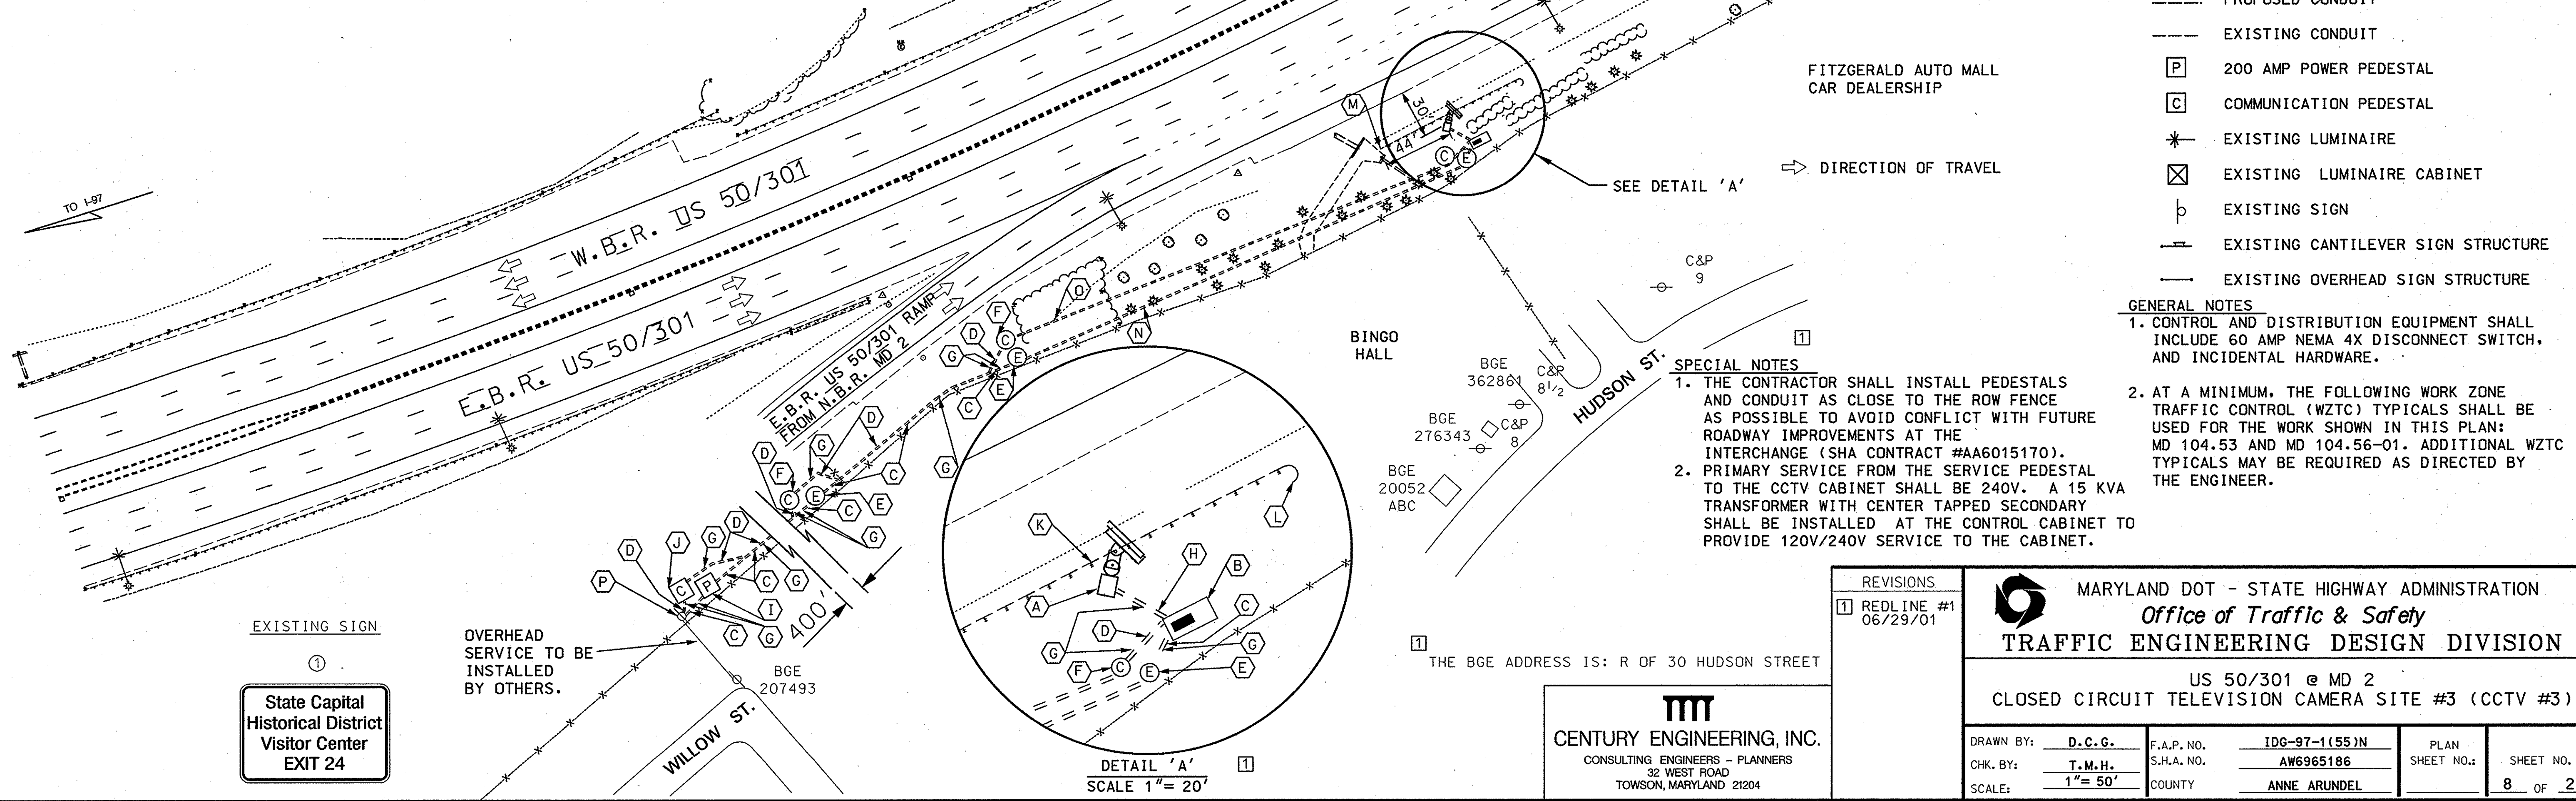 PROPOSED CONDUIT
EXISTING CONDUIT
P 200 AMP POWER PEDESTAL
C COMMUNICATION PEDESTAL
EXISTING LUMINAIRE
EXISTING LUMINAIRE CABINET
EXISTING SIGN
EXISTING CANTILEVER SIGN STRUCTURE
EXISTING OVERHEAD SIGN STRUCTURE
GENERAL NOTES
1. CONTROL AND DISTRIBUTION EQUIPMENT SHALL
INCLUDE 60 AMP NEMA 4X DISCONNECT SWITCH,
AND INCIDENTAL HARDWARE.
2. AT A MINIMUM, THE FOLLOWING WORK ZONE
TRAFFIC CONTROL (WZTC) TYPICALS SHALL BE
USED FOR THE WORK SHOWN IN THIS PLAN:
MD 104.53 AND MD 104.56-01. ADDITIONAL WZTC
TYPICALS MAY BE REQUIRED AS DIRECTED BY
THE ENGINEER.
FITZGERALD AUTO MALL
CAR DEALERSHIP
DIRECTION OF TRAVEL
SEE DETAIL 'A'
M
30'
44'
C E
TO I-97
W.B.R. US 50/301
E.B.R. US 50/301
E.B.R. US 50/301 RAMP
FROM N.B.R. MD 2
O
N
F
D
C
G
E
E
C
D
G
G
D
F
C E
C
E
C
G
BINGO
HALL
C&P
9
BGE
362861
C&P
8 1/2
BGE
276343
C&P
8
BGE
20052
ABC
HUDSON ST.
1
SPECIAL NOTES
1. THE CONTRACTOR SHALL INSTALL PEDESTALS
AND CONDUIT AS CLOSE TO THE ROW FENCE
AS POSSIBLE TO AVOID CONFLICT WITH FUTURE
ROADWAY IMPROVEMENTS AT THE
INTERCHANGE (SHA CONTRACT #AA6015170).
2. PRIMARY SERVICE FROM THE SERVICE PEDESTAL
TO THE CCTV CABINET SHALL BE 240V. A 15 KVA
TRANSFORMER WITH CENTER TAPPED SECONDARY
SHALL BE INSTALLED AT THE CONTROL CABINET TO
PROVIDE 120V/240V SERVICE TO THE CABINET.
D
J
G
D
P
C P
C
G
I
C
G
400'
OVERHEAD
SERVICE TO BE
INSTALLED
BY OTHERS.
BGE
207493
WILLOW ST.
EXISTING SIGN
1
State Capital
Historical District
Visitor Center
EXIT 24
K
L
H
B
A
C
D
G
G
F
C
E
E
DETAIL 'A'
SCALE 1"= 20'
1
1
THE BGE ADDRESS IS: R OF 30 HUDSON STREET
CENTURY ENGINEERING, INC.
CONSULTING ENGINEERS - PLANNERS
32 WEST ROAD
TOWSON, MARYLAND 21204
REVISIONS
1 REDLINE #1
06/29/01
MARYLAND DOT - STATE HIGHWAY ADMINISTRATION
Office of Traffic & Safety
TRAFFIC ENGINEERING DESIGN DIVISION
US 50/301 @ MD 2
CLOSED CIRCUIT TELEVISION CAMERA SITE #3 (CCTV #3)
DRAWN BY: D.C.G.
CHK. BY: T.M.H.
SCALE: 1"= 50'
F.A.P. NO. IDG-97-1(55)N
S.H.A. NO. AW6965186
COUNTY ANNE ARUNDEL
PLAN
SHEET NO.:
SHEET NO.
8 OF 2